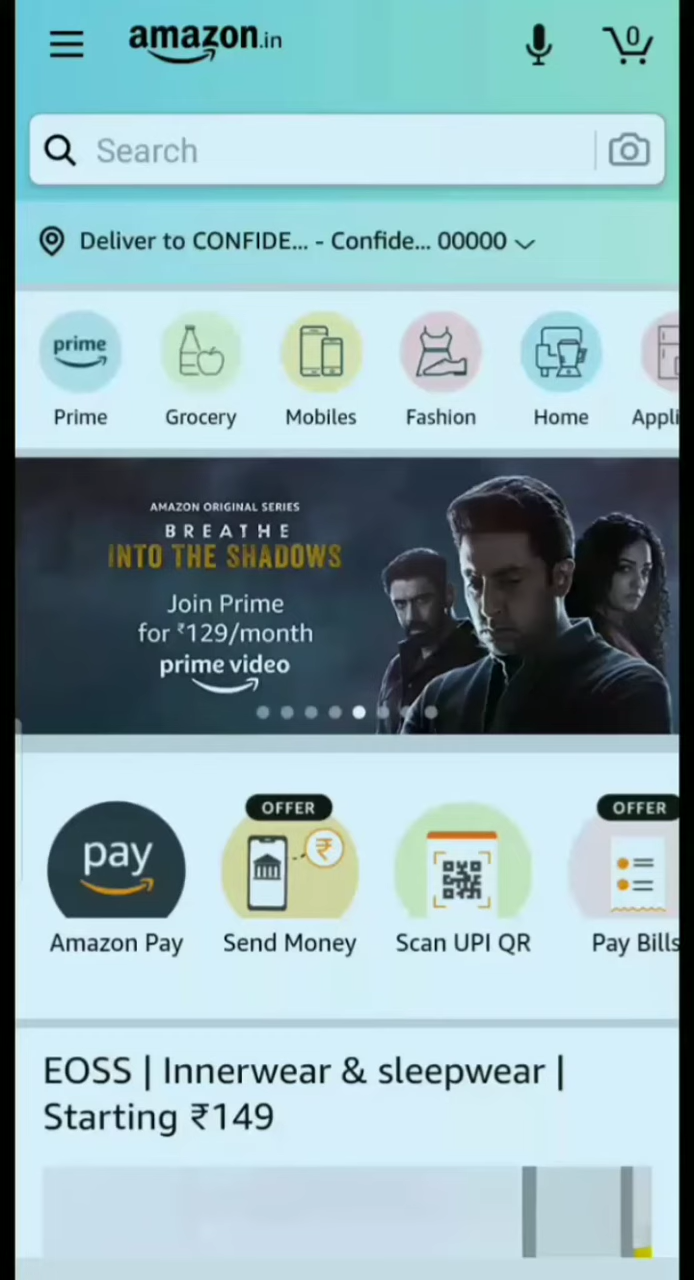 amazon.in
0
Search
Deliver to CONFIDE... - Confide... 00000
prime
Prime
Grocery
Mobiles
Fashion
Home
Appli
AMAZON ORIGINAL SERIES
BREATHE
INTO THE SHADOWS
Join Prime
for ₹129/month
prime video
pay
Amazon Pay
OFFER
Send Money
Scan UPI QR
OFFER
Pay Bills
EOSS | Innerwear & sleepwear |
Starting ₹149